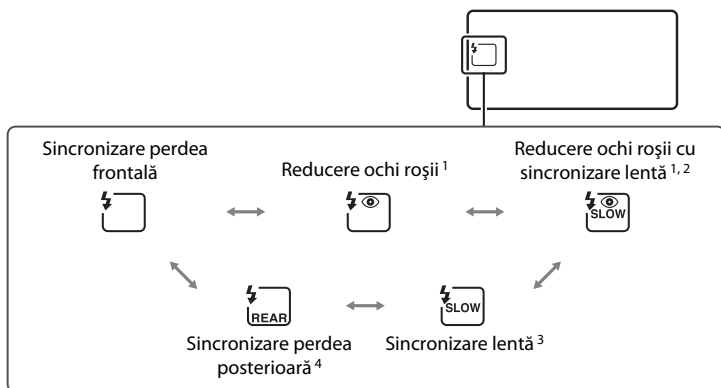 Sincronizare perdea
frontală
Reducere ochi roşii 1
Reducere ochi roşii cu
sincronizare lentă 1, 2
SLOW
REAR
SLOW
Sincronizare perdea
posterioară 4
Sincronizare lentă 3